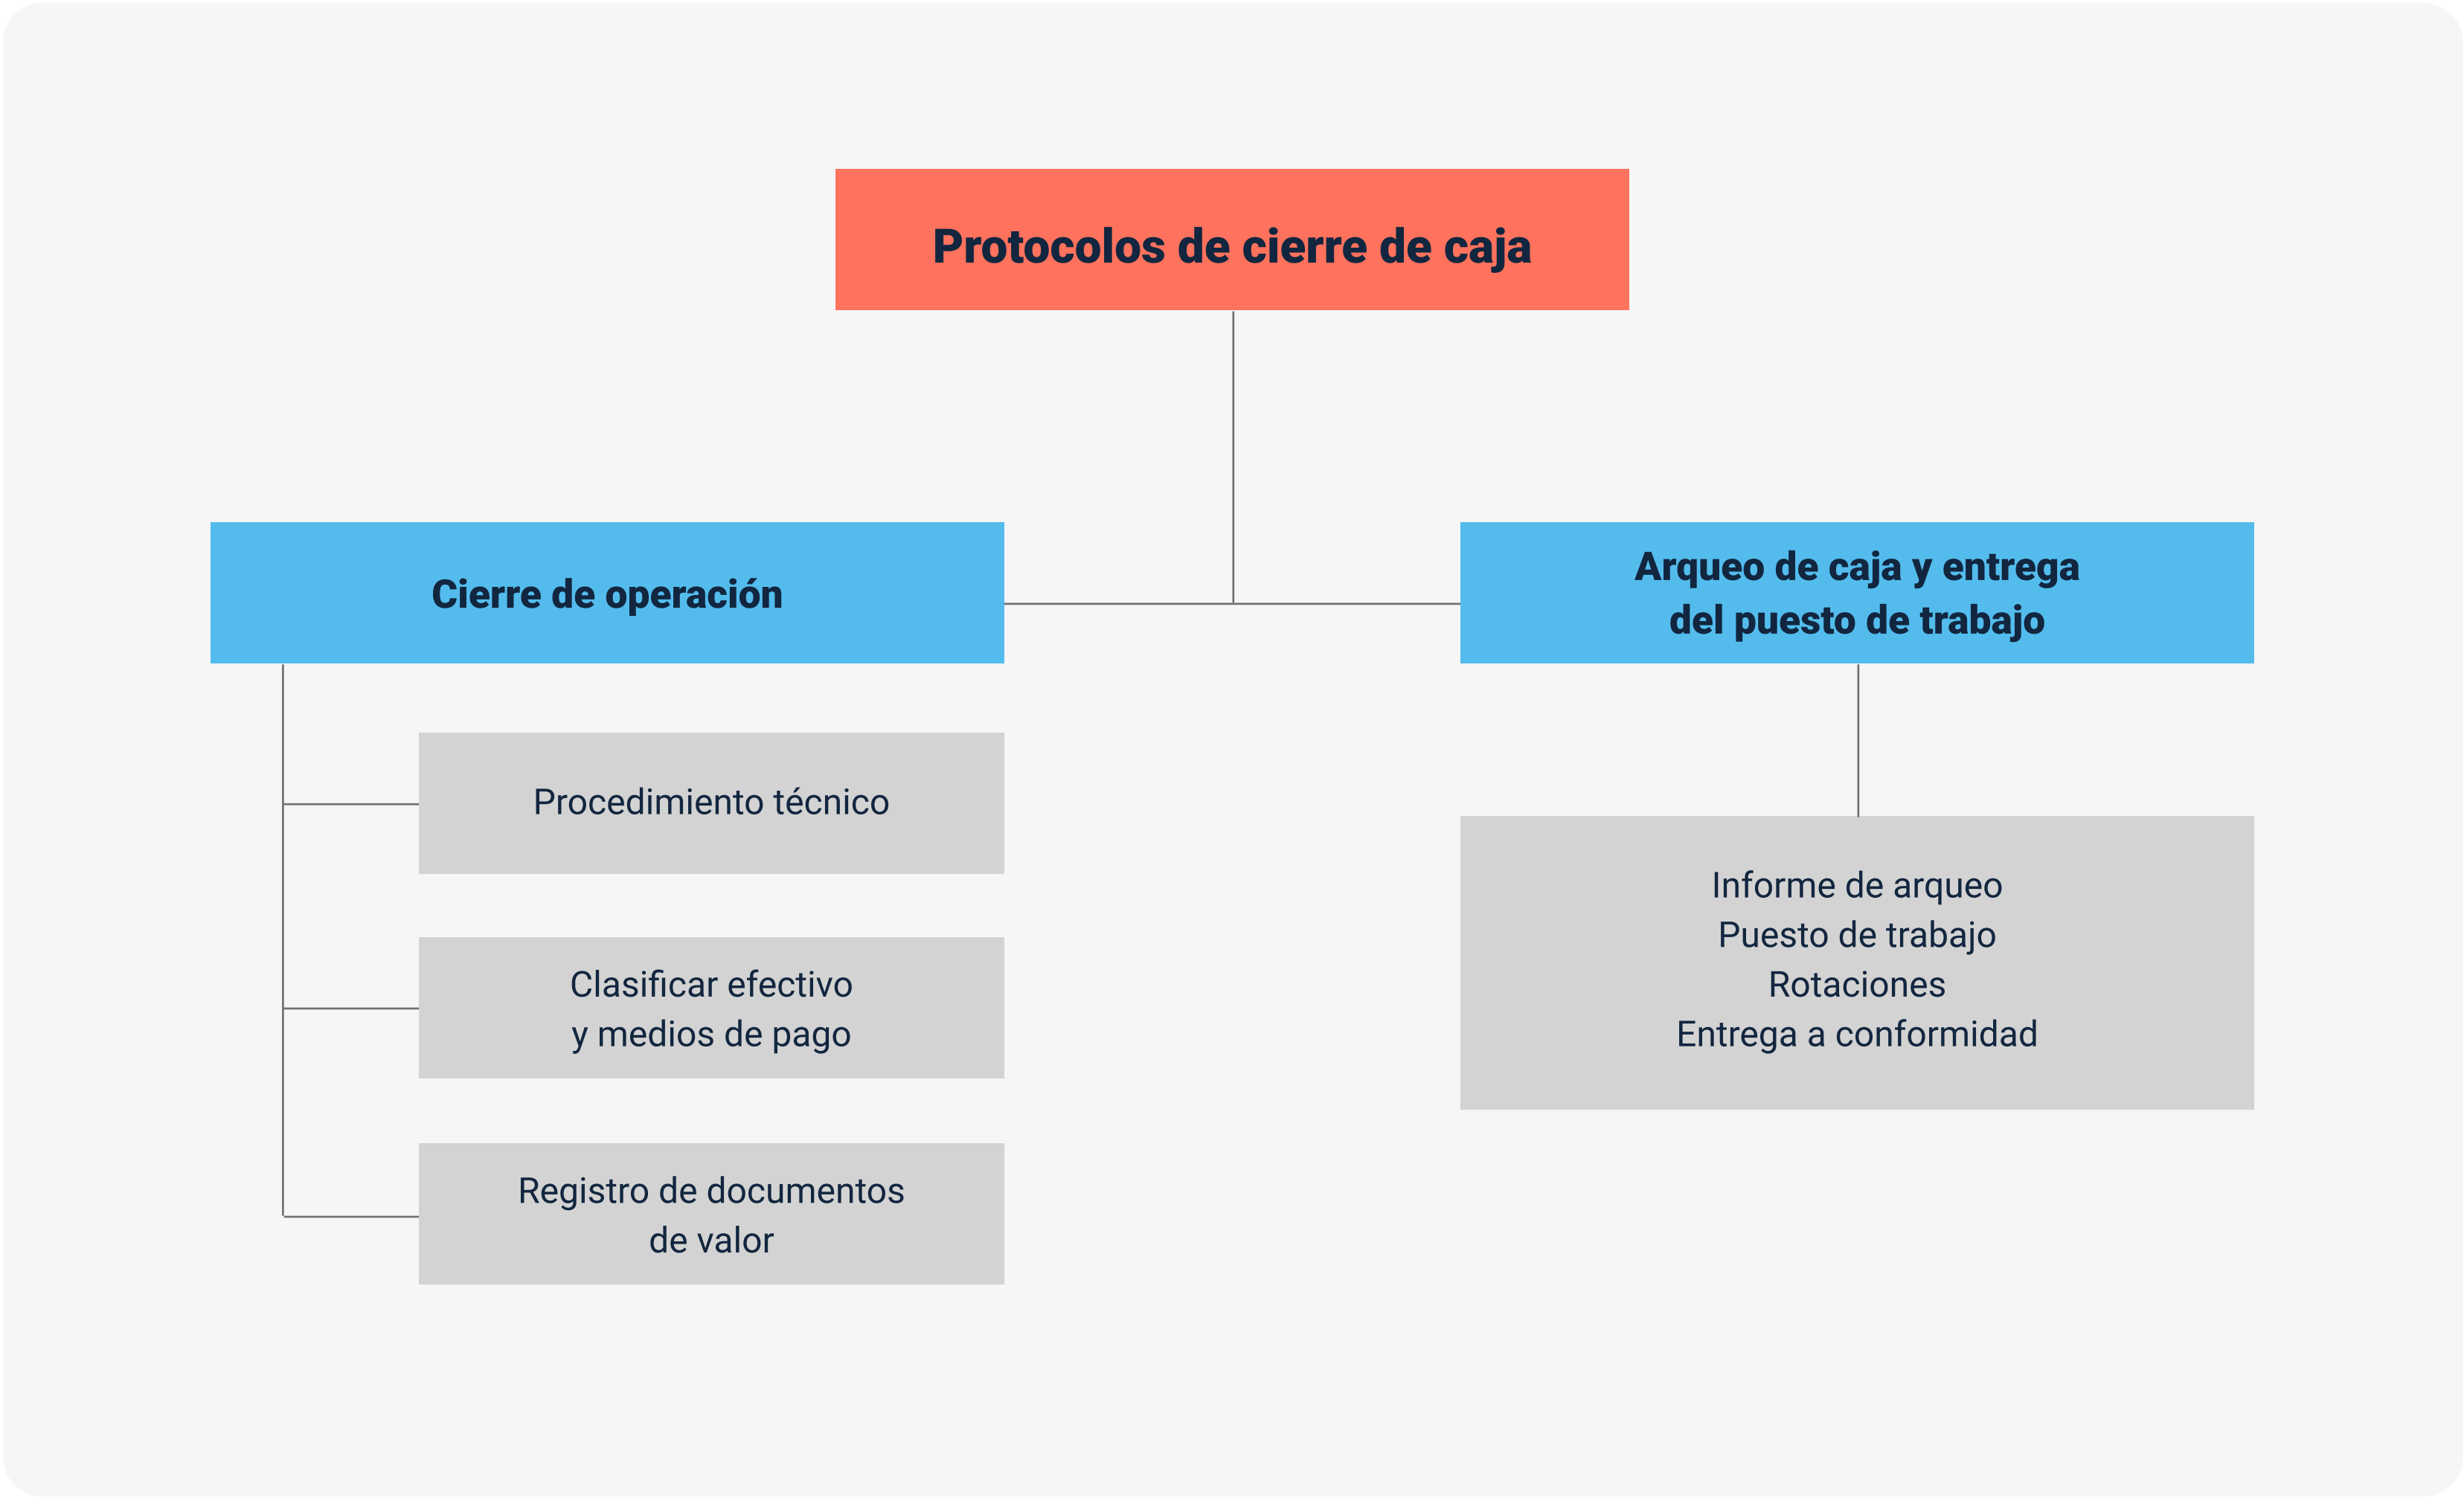 Protocolos de cierre de caja
Cierre de operación
Procedimiento técnico
Clasificar efectivo
y medios de pago
Registro de documentos
de valor
Arqueo de caja y entrega
del puesto de trabajo
Informe de arqueo
Puesto de trabajo
Rotaciones
Entrega a conformidad